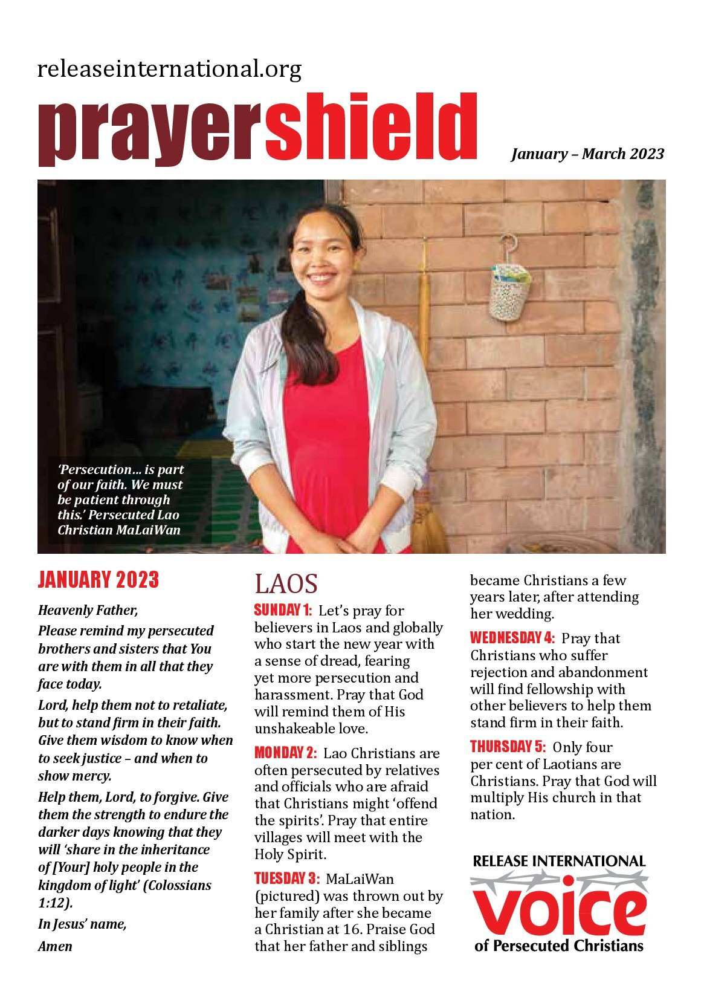 releaseinternational.org
prayershield
January – March 2023
‘Persecution... is part
of our faith. We must
be patient through
this.’ Persecuted Lao
Christian MaLaiWan
JANUARY 2023
Heavenly Father,
Please remind my persecuted
brothers and sisters that You
are with them in all that they
face today.
Lord, help them not to retaliate,
but to stand firm in their faith.
Give them wisdom to know when
to seek justice – and when to
show mercy.
Help them, Lord, to forgive. Give
them the strength to endure the
darker days knowing that they
will ‘share in the inheritance
of [Your] holy people in the
kingdom of light’ (Colossians
1:12).
In Jesus’ name,
Amen
LAOS
SUNDAY 1: Let’s pray for
believers in Laos and globally
who start the new year with
a sense of dread, fearing
yet more persecution and
harassment. Pray that God
will remind them of His
unshakeable love.
MONDAY 2: Lao Christians are
often persecuted by relatives
and officials who are afraid
that Christians might ‘offend
the spirits’. Pray that entire
villages will meet with the
Holy Spirit.
TUESDAY 3: MaLaiWan
(pictured) was thrown out by
her family after she became
a Christian at 16. Praise God
that her father and siblings
became Christians a few
years later, after attending
her wedding.
WEDNESDAY 4: Pray that
Christians who suffer
rejection and abandonment
will find fellowship with
other believers to help them
stand firm in their faith.
THURSDAY 5: Only four
per cent of Laotians are
Christians. Pray that God will
multiply His church in that
nation.
RELEASE INTERNATIONAL
voice
of Persecuted Christians